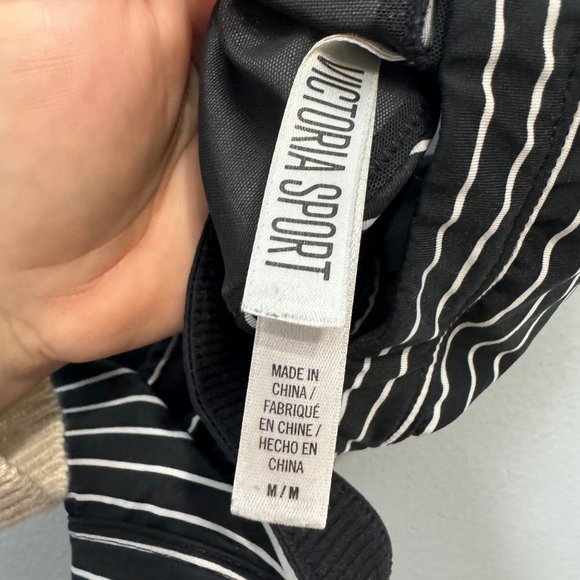 VICTORIA SPORT
MADE IN
CHINA /
FABRIQUÉ
EN CHINE /
HECHO EN
CHINA
M / M